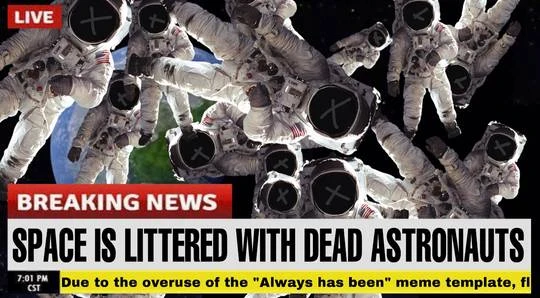 LIVE
BREAKING NEWS
SPACE IS LITTERED WITH DEAD ASTRONAUTS
7:01 PM
CST
Due to the overuse of the "Always has been" meme template, fl